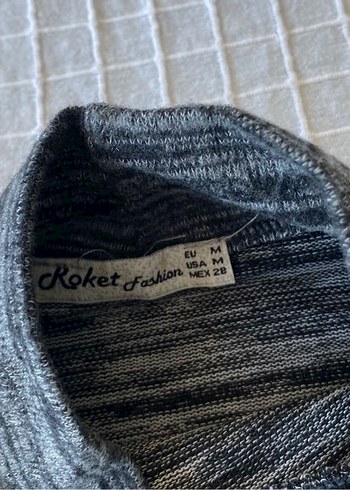 Roket Fashion
EU M
USA M
MEX 28